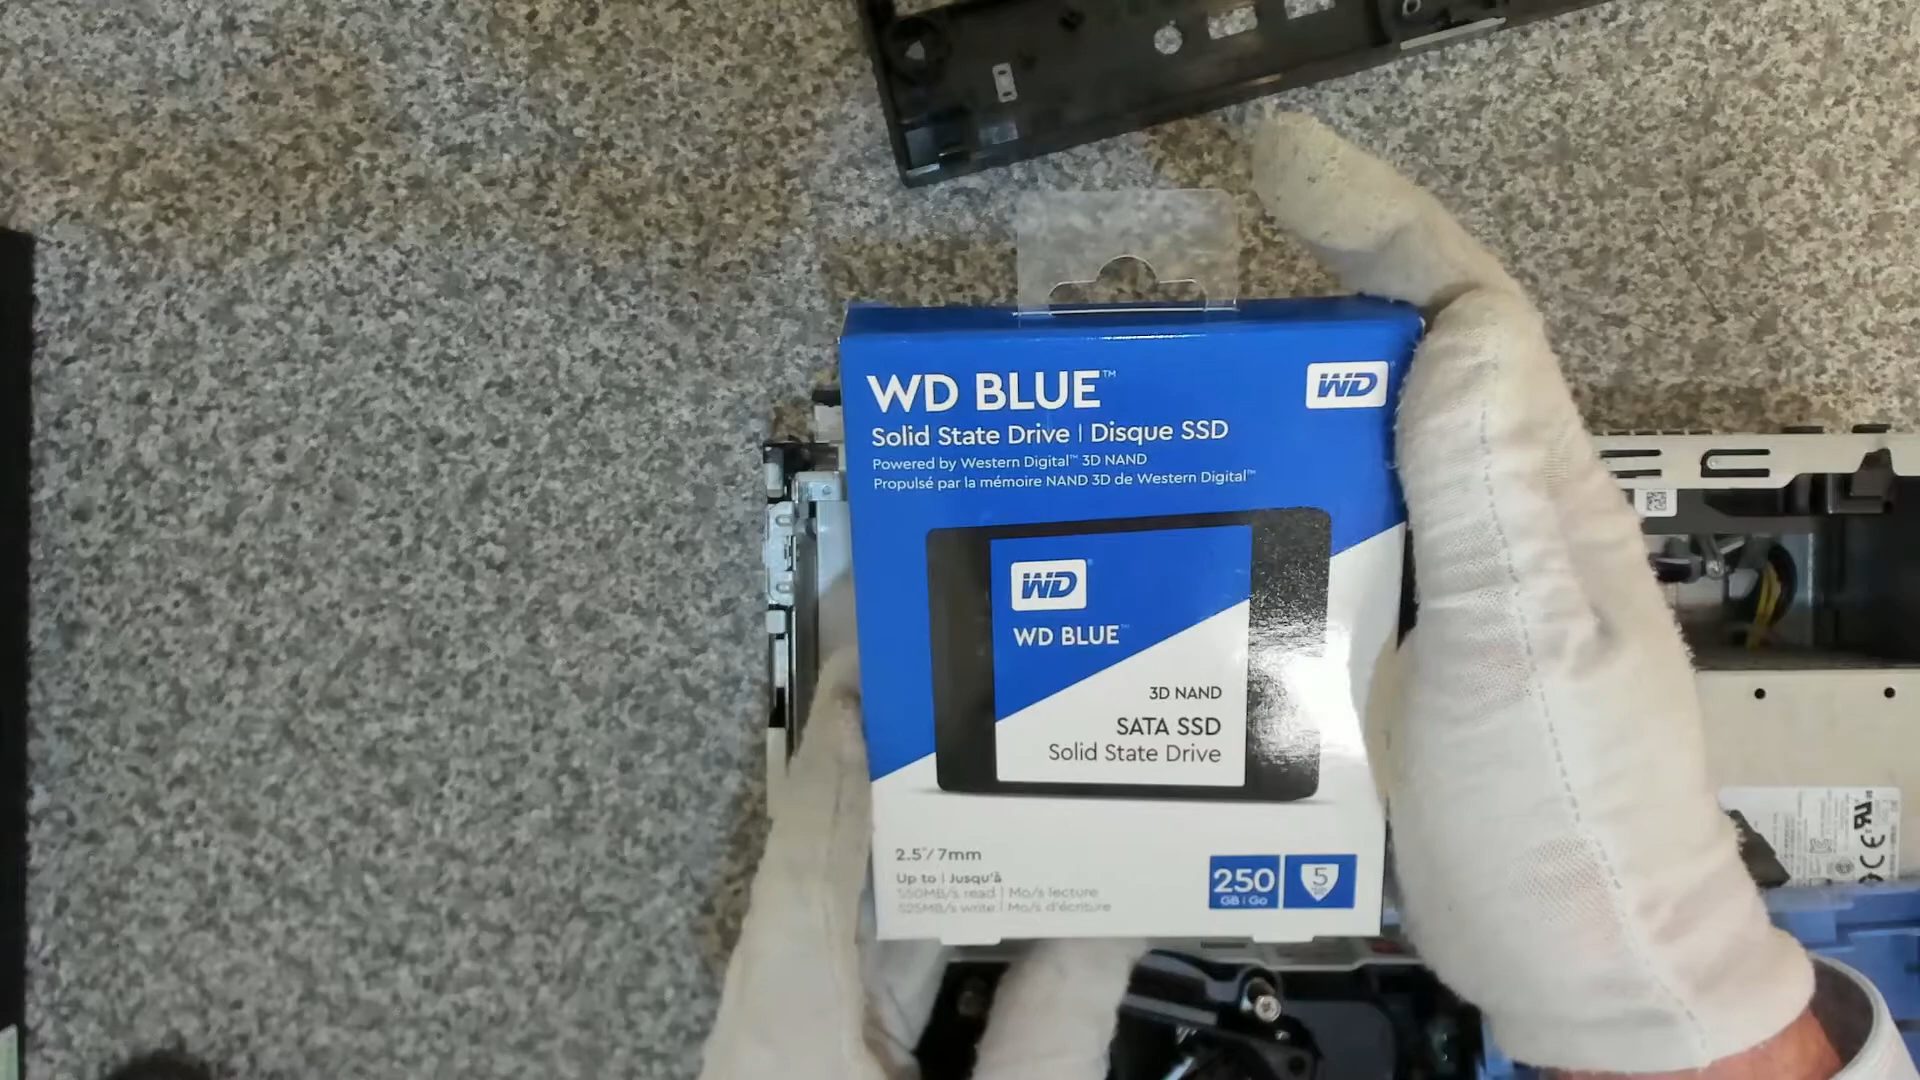 WD BLUE™
WD
Solid State Drive | Disque SSD
Powered by Western Digital™ 3D NAND
Propulsé par la mémoire NAND 3D de Western Digital™
WD
WD BLUE™
3D NAND
SATA SSD
Solid State Drive
2.5"/7mm
Up to | Jusqu'à
550MB/s read | Mo/s lecture
525MB/s write | Mo/s d'écriture
250
GB | Go
5
CE